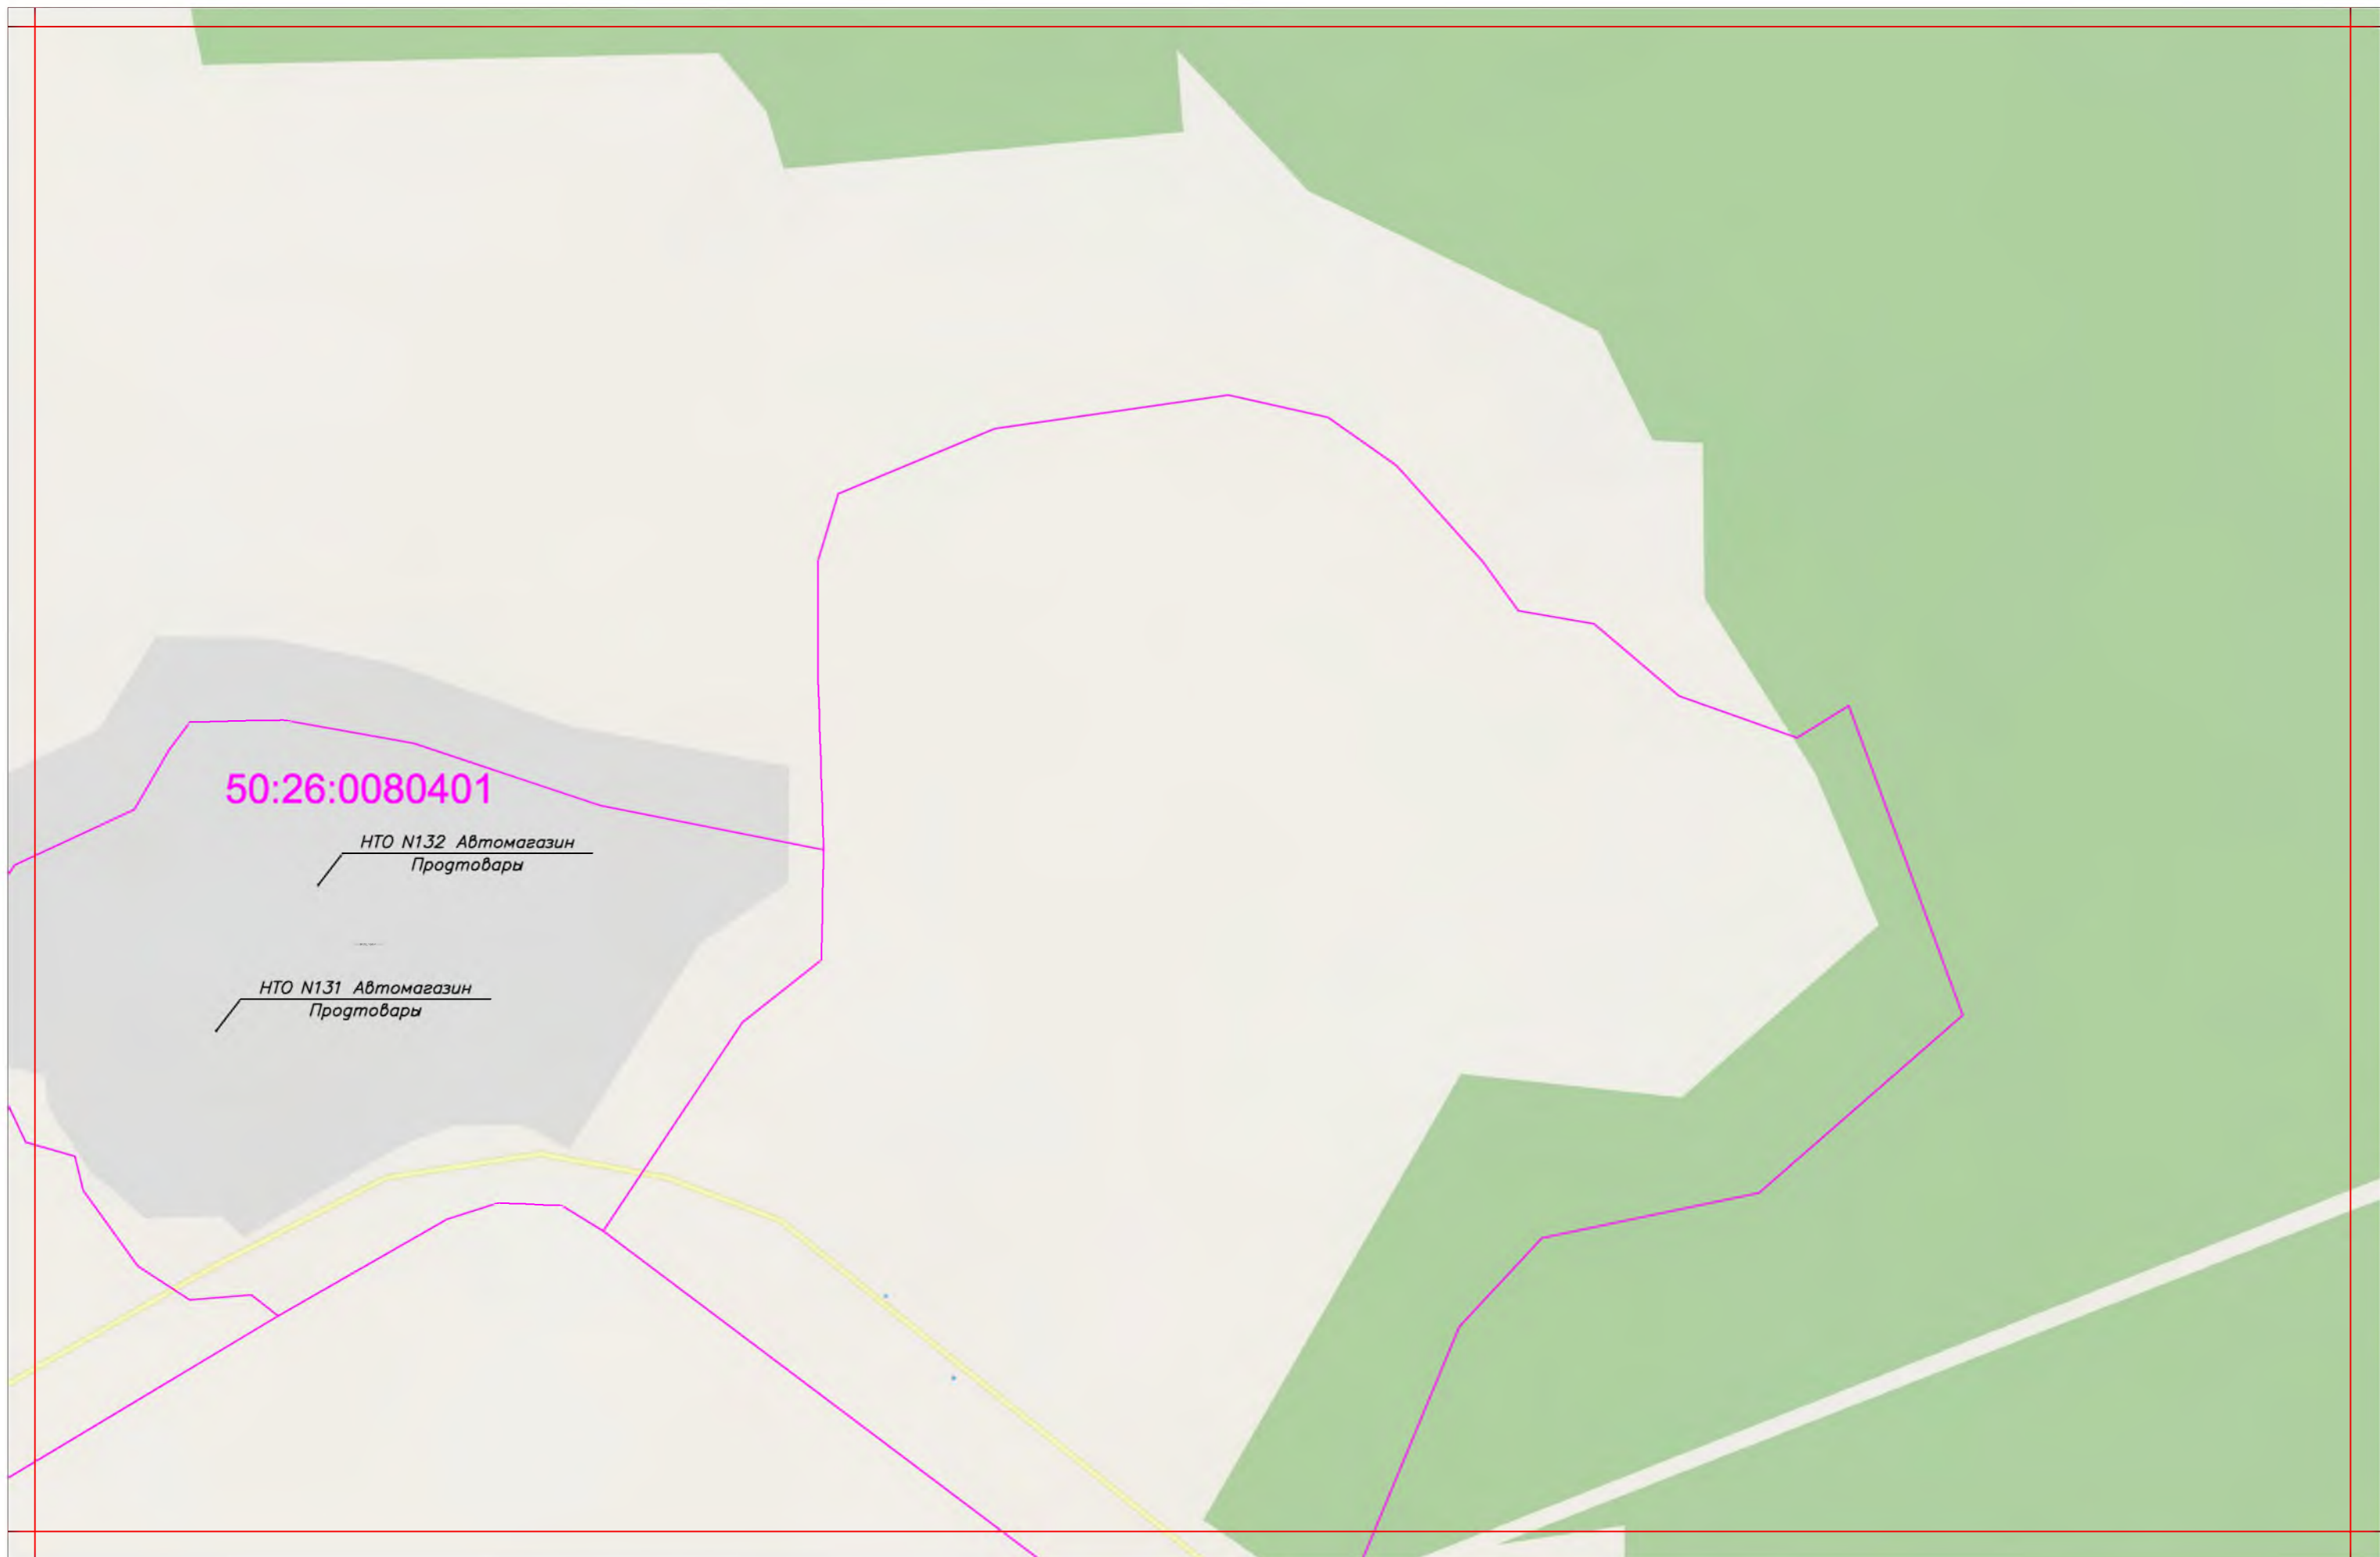 50:26:0080401
НТО N132 Автомагазин
Продтовары
НТО N131 Автомагазин
Продтовары